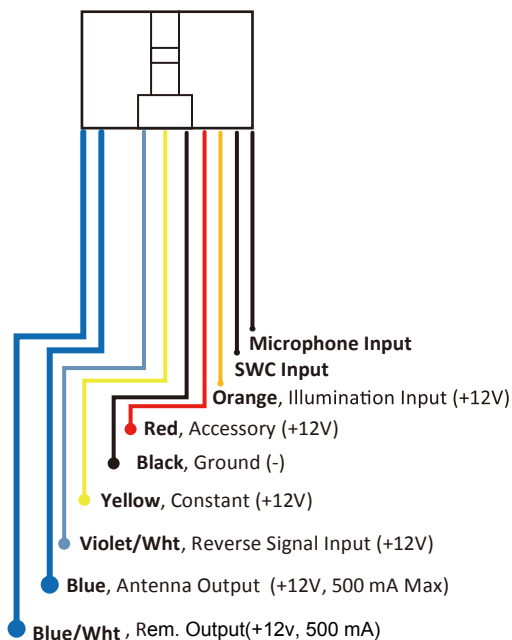 Microphone Input
SWC Input
Orange, Illumination Input (+12V)
Red, Accessory (+12V)
Black, Ground (-)
Yellow, Constant (+12V)
Violet/Wht, Reverse Signal Input (+12V)
Blue, Antenna Output (+12V, 500 mA Max)
Blue/Wht , Rem. Output(+12v, 500 mA)